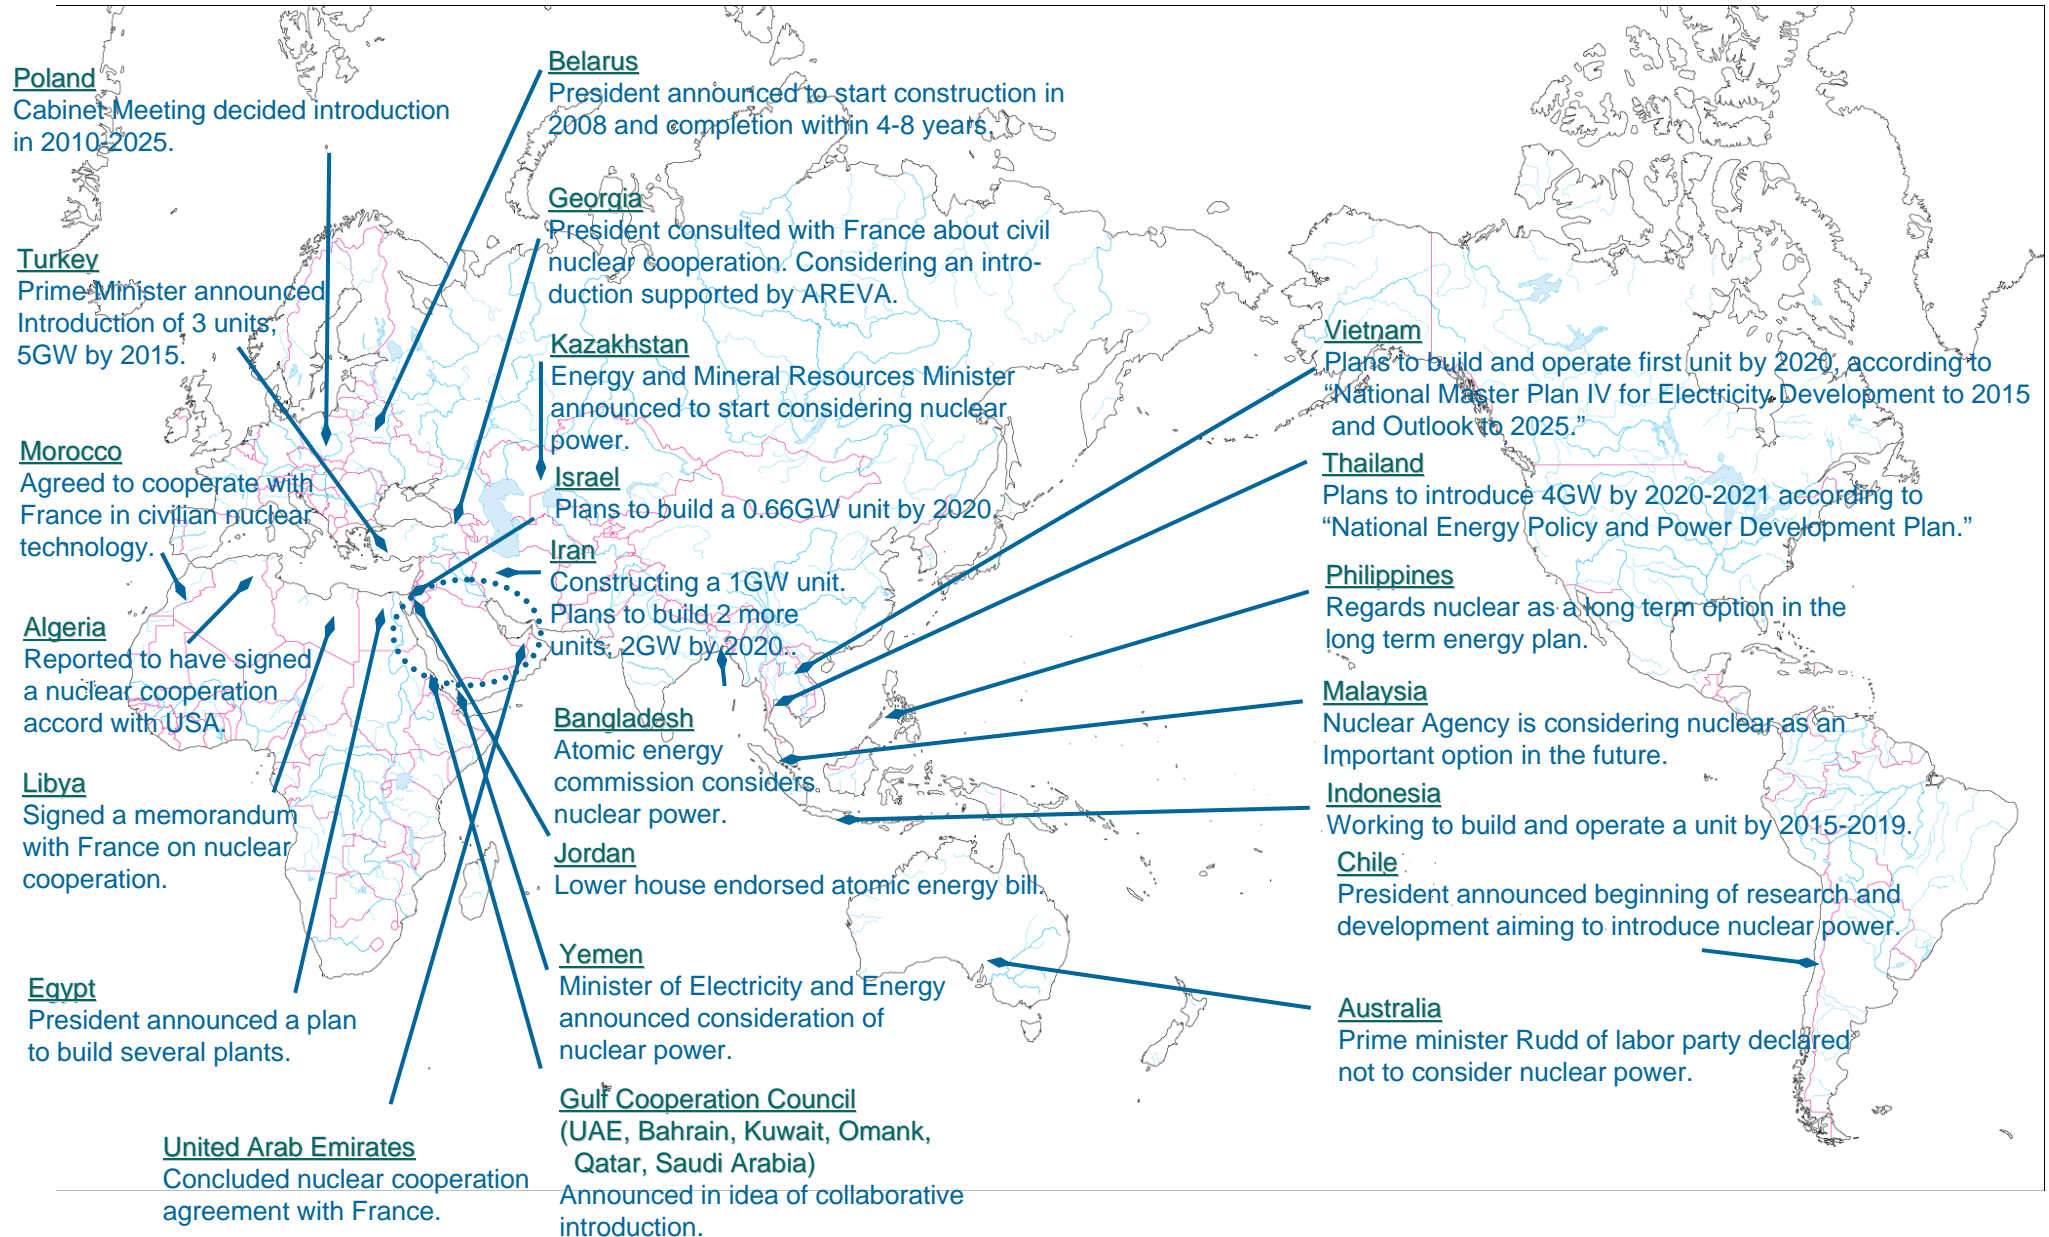 Poland
Cabinet Meeting decided introduction
in 2010-2025.
Turkey
Prime Minister announced
Introduction of 3 units,
5GW by 2015.
Morocco
Agreed to cooperate with
France in civilian nuclear
technology.
Algeria
Reported to have signed
a nuclear cooperation
accord with USA.
Libya
Signed a memorandum
with France on nuclear
cooperation.
Egypt
President announced a plan
to build several plants.
United Arab Emirates
Concluded nuclear cooperation
agreement with France.
Belarus
President announced to start construction in
2008 and completion within 4-8 years.
Georgia
President consulted with France about civil
nuclear cooperation. Considering an intro-
duction supported by AREVA.
Kazakhstan
Energy and Mineral Resources Minister
announced to start considering nuclear
power.
Israel
Plans to build a 0.66GW unit by 2020.
Iran
Constructing a 1GW unit.
Plans to build 2 more
units, 2GW by 2020..
Bangladesh
Atomic energy
commission considers
nuclear power.
Jordan
Lower house endorsed atomic energy bill.
Yemen
Minister of Electricity and Energy
announced consideration of
nuclear power.
Gulf Cooperation Council
(UAE, Bahrain, Kuwait, Omank,
Qatar, Saudi Arabia)
Announced in idea of collaborative
introduction.
Vietnam
Plans to build and operate first unit by 2020, according to
“National Master Plan IV for Electricity Development to 2015
and Outlook to 2025.”
Thailand
Plans to introduce 4GW by 2020-2021 according to
“National Energy Policy and Power Development Plan.”
Philippines
Regards nuclear as a long term option in the
long term energy plan.
Malaysia
Nuclear Agency is considering nuclear as an
Important option in the future.
Indonesia
Working to build and operate a unit by 2015-2019.
Chile
President announced beginning of research and
development aiming to introduce nuclear power.
Australia
Prime minister Rudd of labor party declared
not to consider nuclear power.